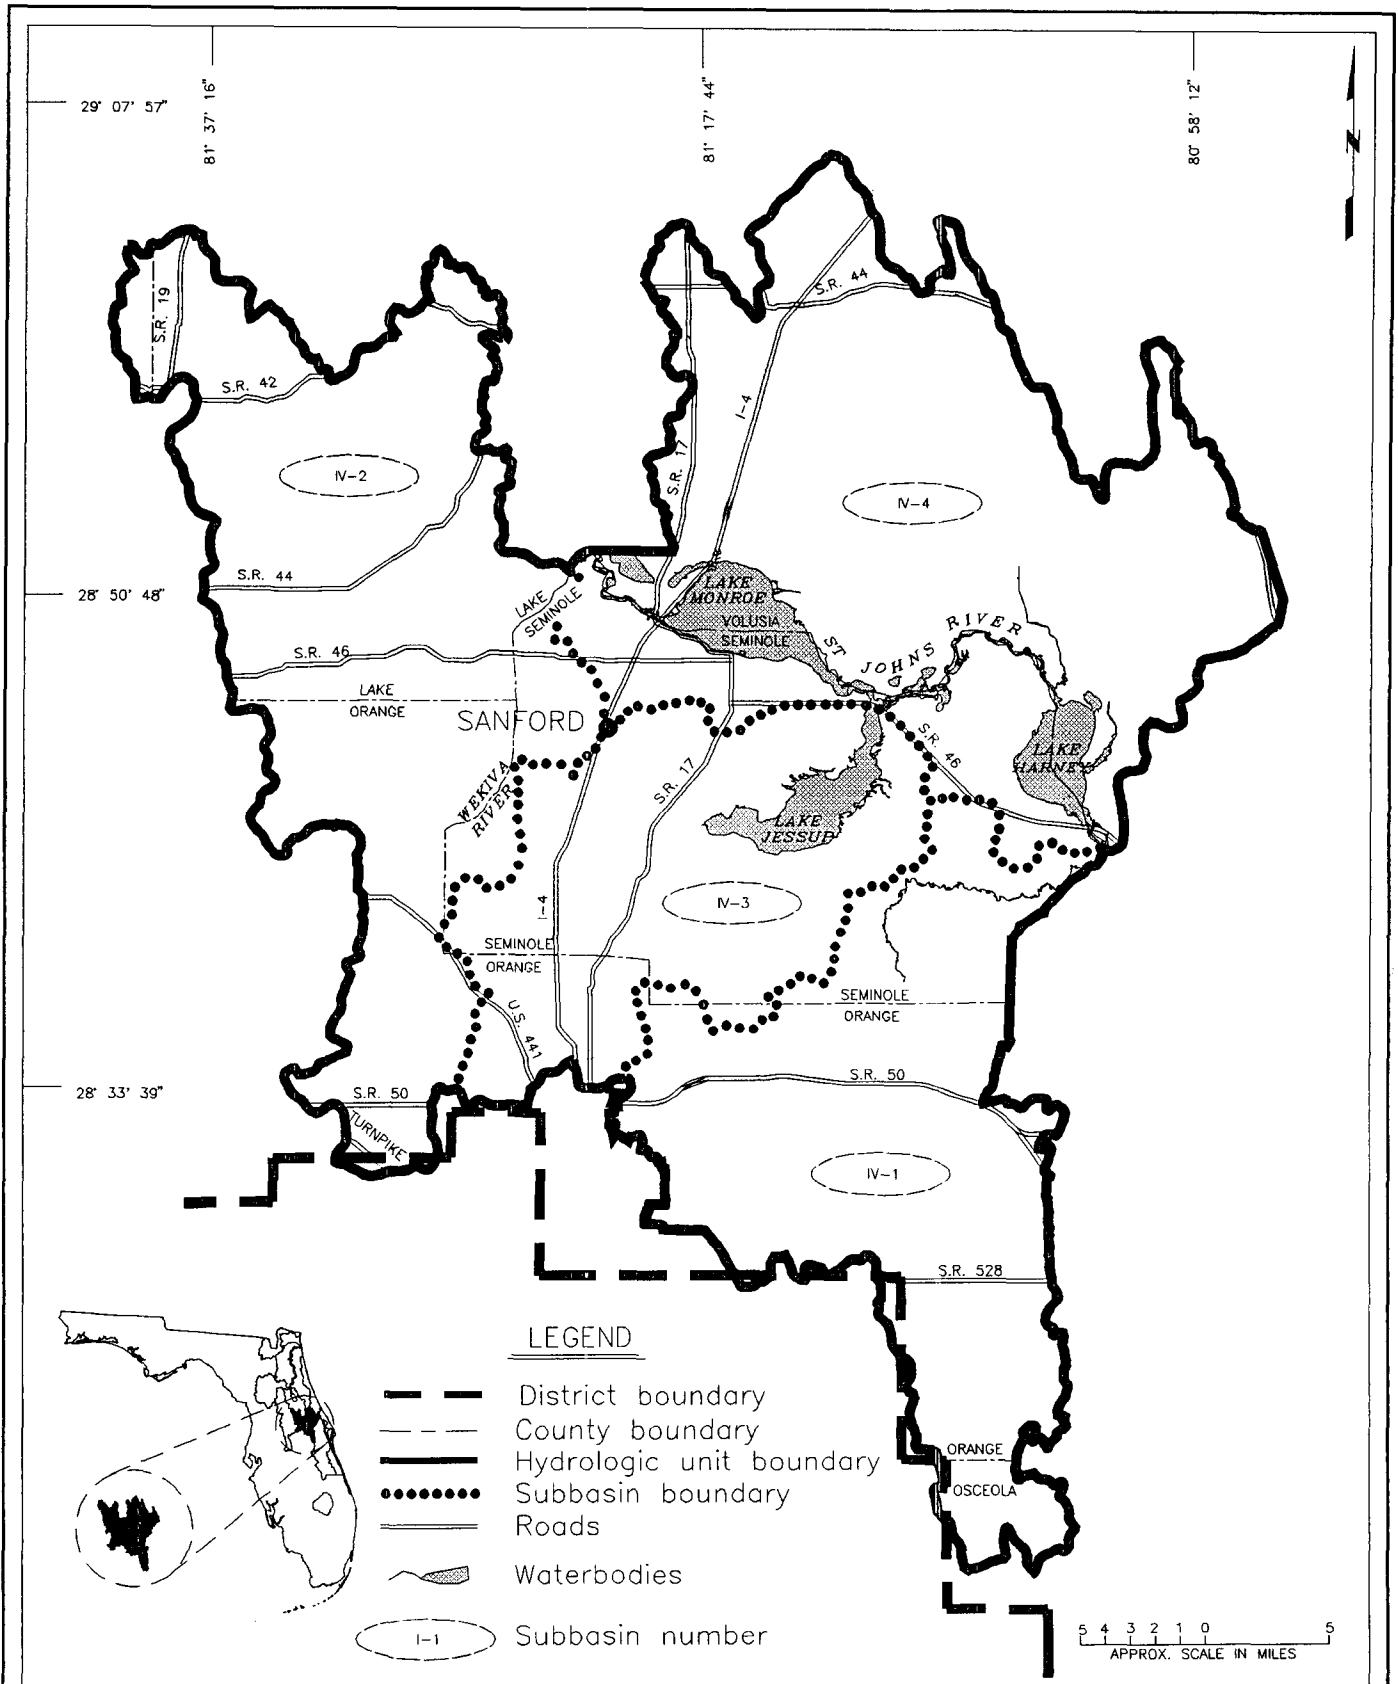 81° 37' 16"
81° 17' 44"
80° 58' 12"
29° 07' 57"
N
S.R. 19
S.R. 44
S.R. 42
I-4
S.R. 17
IV-2
IV-4
S.R. 44
28° 50' 48"
LAKE
SEMINOLE
LAKE
MONROE
VOLUSIA
SEMINOLE
ST JOHNS RIVER
S.R. 46
LAKE
ORANGE
SANFORD
S.R. 46
LAKE
HARNEY
WEKIVA
RIVER
S.R. 17
LAKE
JESSUP
I-4
IV-3
SEMINOLE
ORANGE
SEMINOLE
ORANGE
U.S. 441
28° 33' 39"
S.R. 50
S.R. 50
TURNPIKE
IV-1
S.R. 528
LEGEND
District boundary
County boundary
Hydrologic unit boundary
Subbasin boundary
Roads
Waterbodies
I-1
Subbasin number
ORANGE
OSCEOLA
5 4 3 2 1 0 5
APPROX. SCALE IN MILES